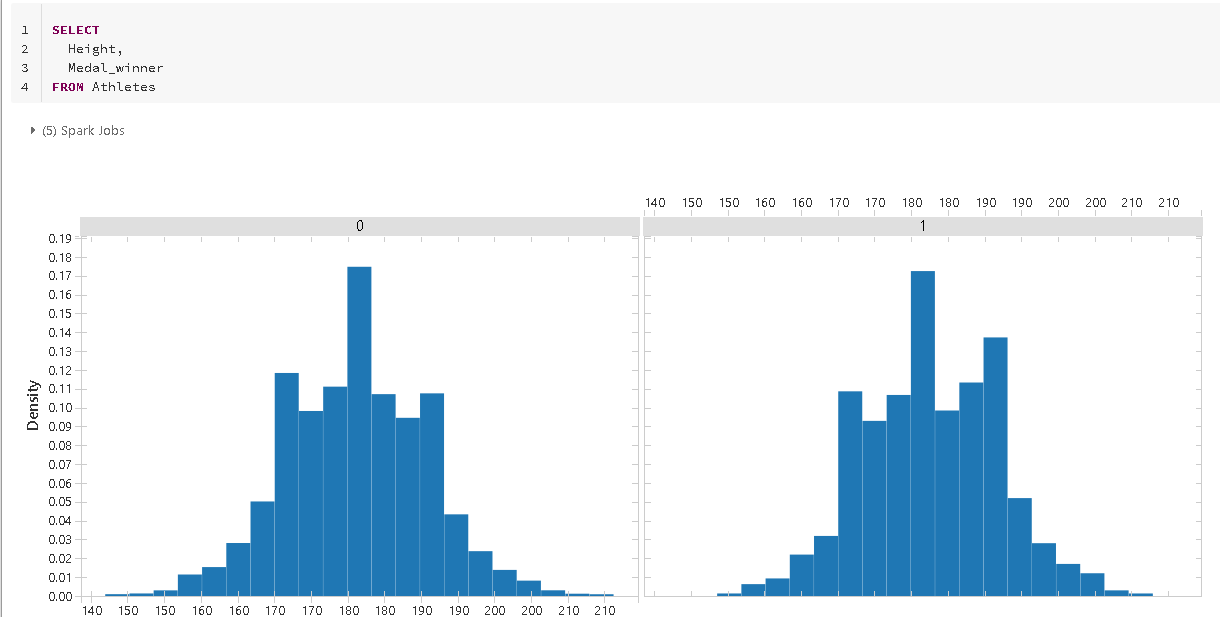 1 SELECT
2 Height,
3 Medal_winner
4 FROM Athletes
(5) Spark Jobs
140 150 150 160 160 170 170 180 180 190 190 200 200 210 210
0 1
0.19
0.18
0.17
0.16
0.15
0.14
0.13
0.12
0.11
0.10
0.09
0.08
0.07
0.06
0.05
0.04
0.03
0.02
0.01
0.00
Density
140 150 150 160 160 170 170 180 180 190 190 200 200 210 210